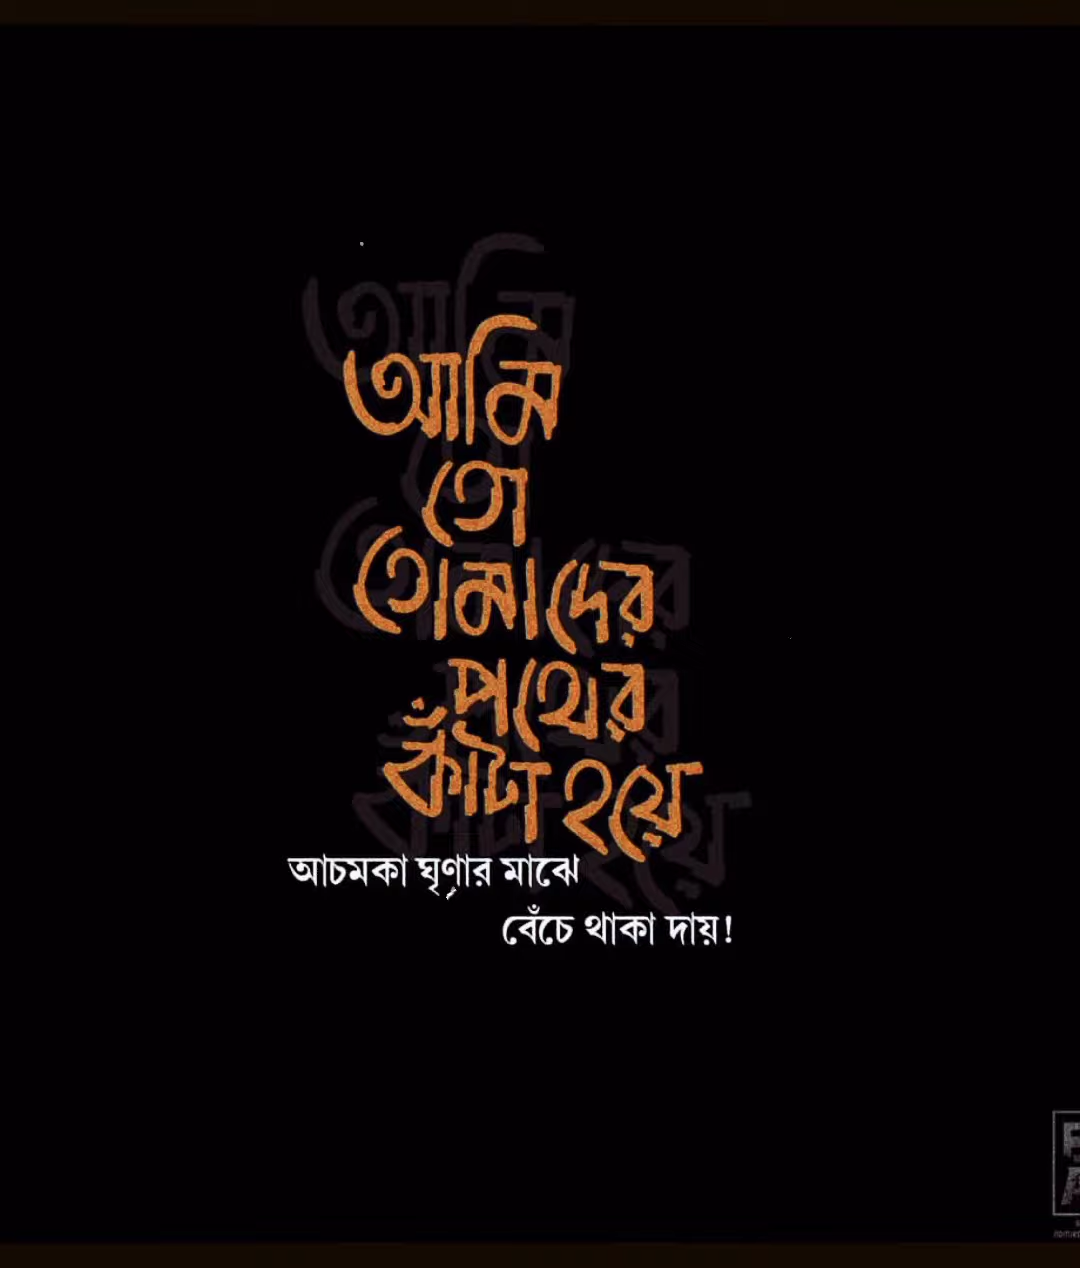 আমি
তো
তোমাদের
পথের
কাঁটা হয়ে
আচমকা ঘৃণার মাঝে
বেঁচে থাকা দায়!